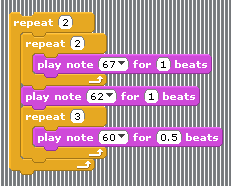 repeat 2
repeat 2
play note 67 for 1 beats
play note 62 for 1 beats
repeat 3
play note 60 for 0.5 beats